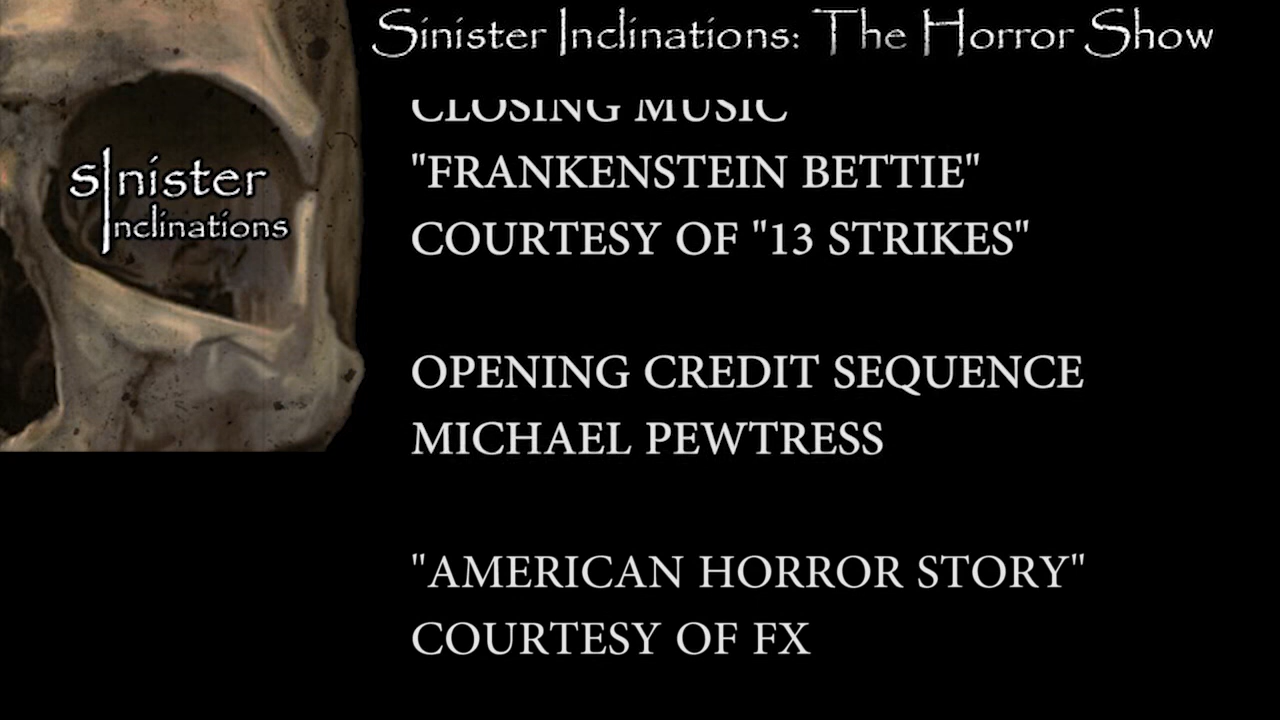 Sinister Inclinations: The Horror Show
sInister
Inclinations
CLOSING MUSIC
"FRANKENSTEIN BETTIE"
COURTESY OF "13 STRIKES"
OPENING CREDIT SEQUENCE
MICHAEL PEWTRESS
"AMERICAN HORROR STORY"
COURTESY OF FX